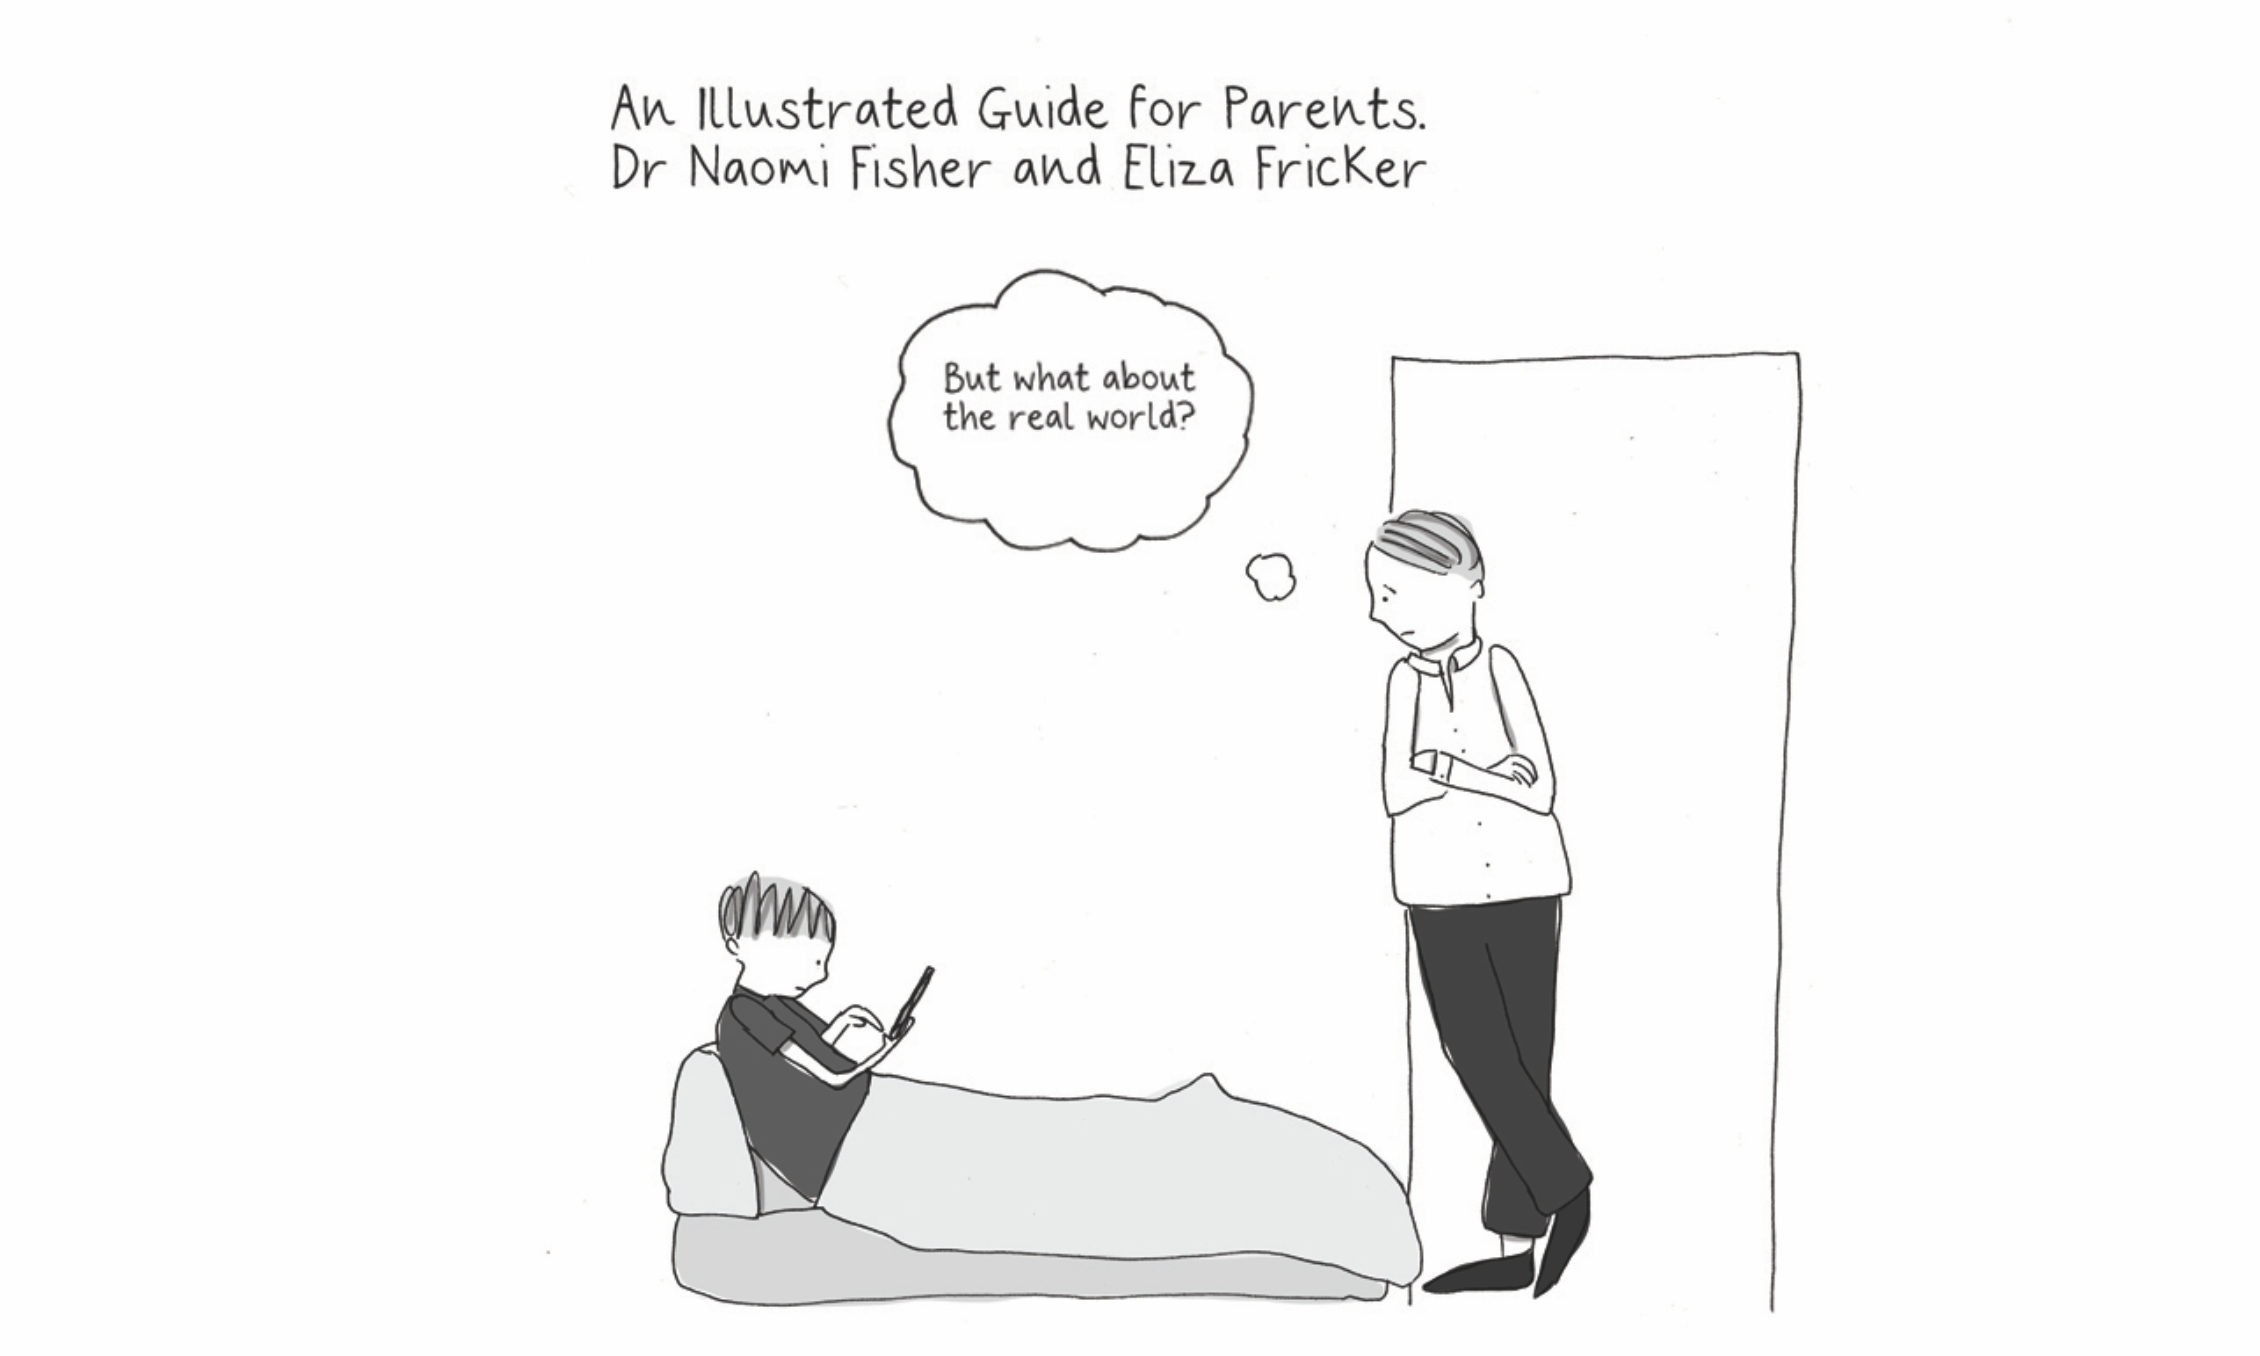 An Illustrated Guide for Parents.
Dr Naomi Fisher and Eliza Fricker
But what about
the real world?